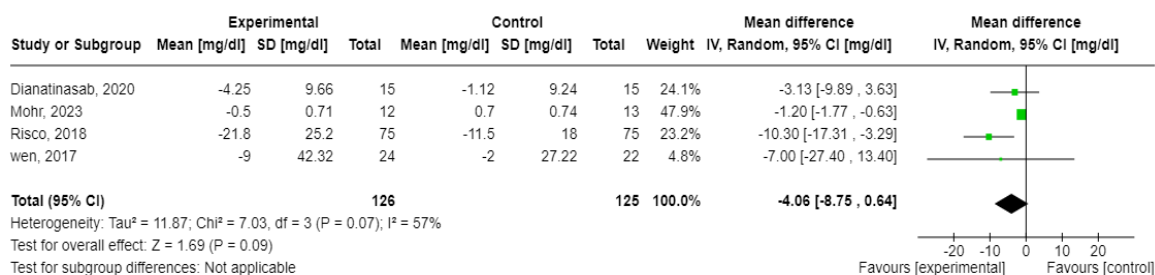 Experimental Control Mean difference Mean difference
Study or Subgroup Mean [mg/dl] SD [mg/dl] Total Mean [mg/dl] SD [mg/dl] Total Weight IV, Random, 95% CI [mg/dl] IV, Random, 95% CI [mg/dl]
Dianatinasab, 2020 -4.25 9.66 15 -1.12 9.24 15 24.1% -3.13 [-9.89 , 3.63]
Mohr, 2023 -0.5 0.71 12 0.7 0.74 13 47.9% -1.20 [-1.77 , -0.63]
Risco, 2018 -21.8 25.2 75 -11.5 18 75 23.2% -10.30 [-17.31 , -3.29]
wen, 2017 -9 42.32 24 -2 27.22 22 4.8% -7.00 [-27.40 , 13.40]
Total (95% CI) 126 125 100.0% -4.06 [-8.75 , 0.64]
Heterogeneity: Tau² = 11.87; Chi² = 7.03, df = 3 (P = 0.07); I² = 57%
Test for overall effect: Z = 1.69 (P = 0.09)
-20 -10 0 10 20
Test for subgroup differences: Not applicable Favours [experimental] Favours [control]